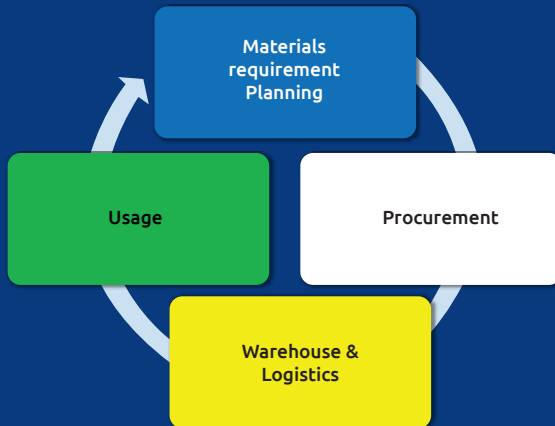 Materials
requirement
Planning
Usage
Procurement
Warehouse &
Logistics